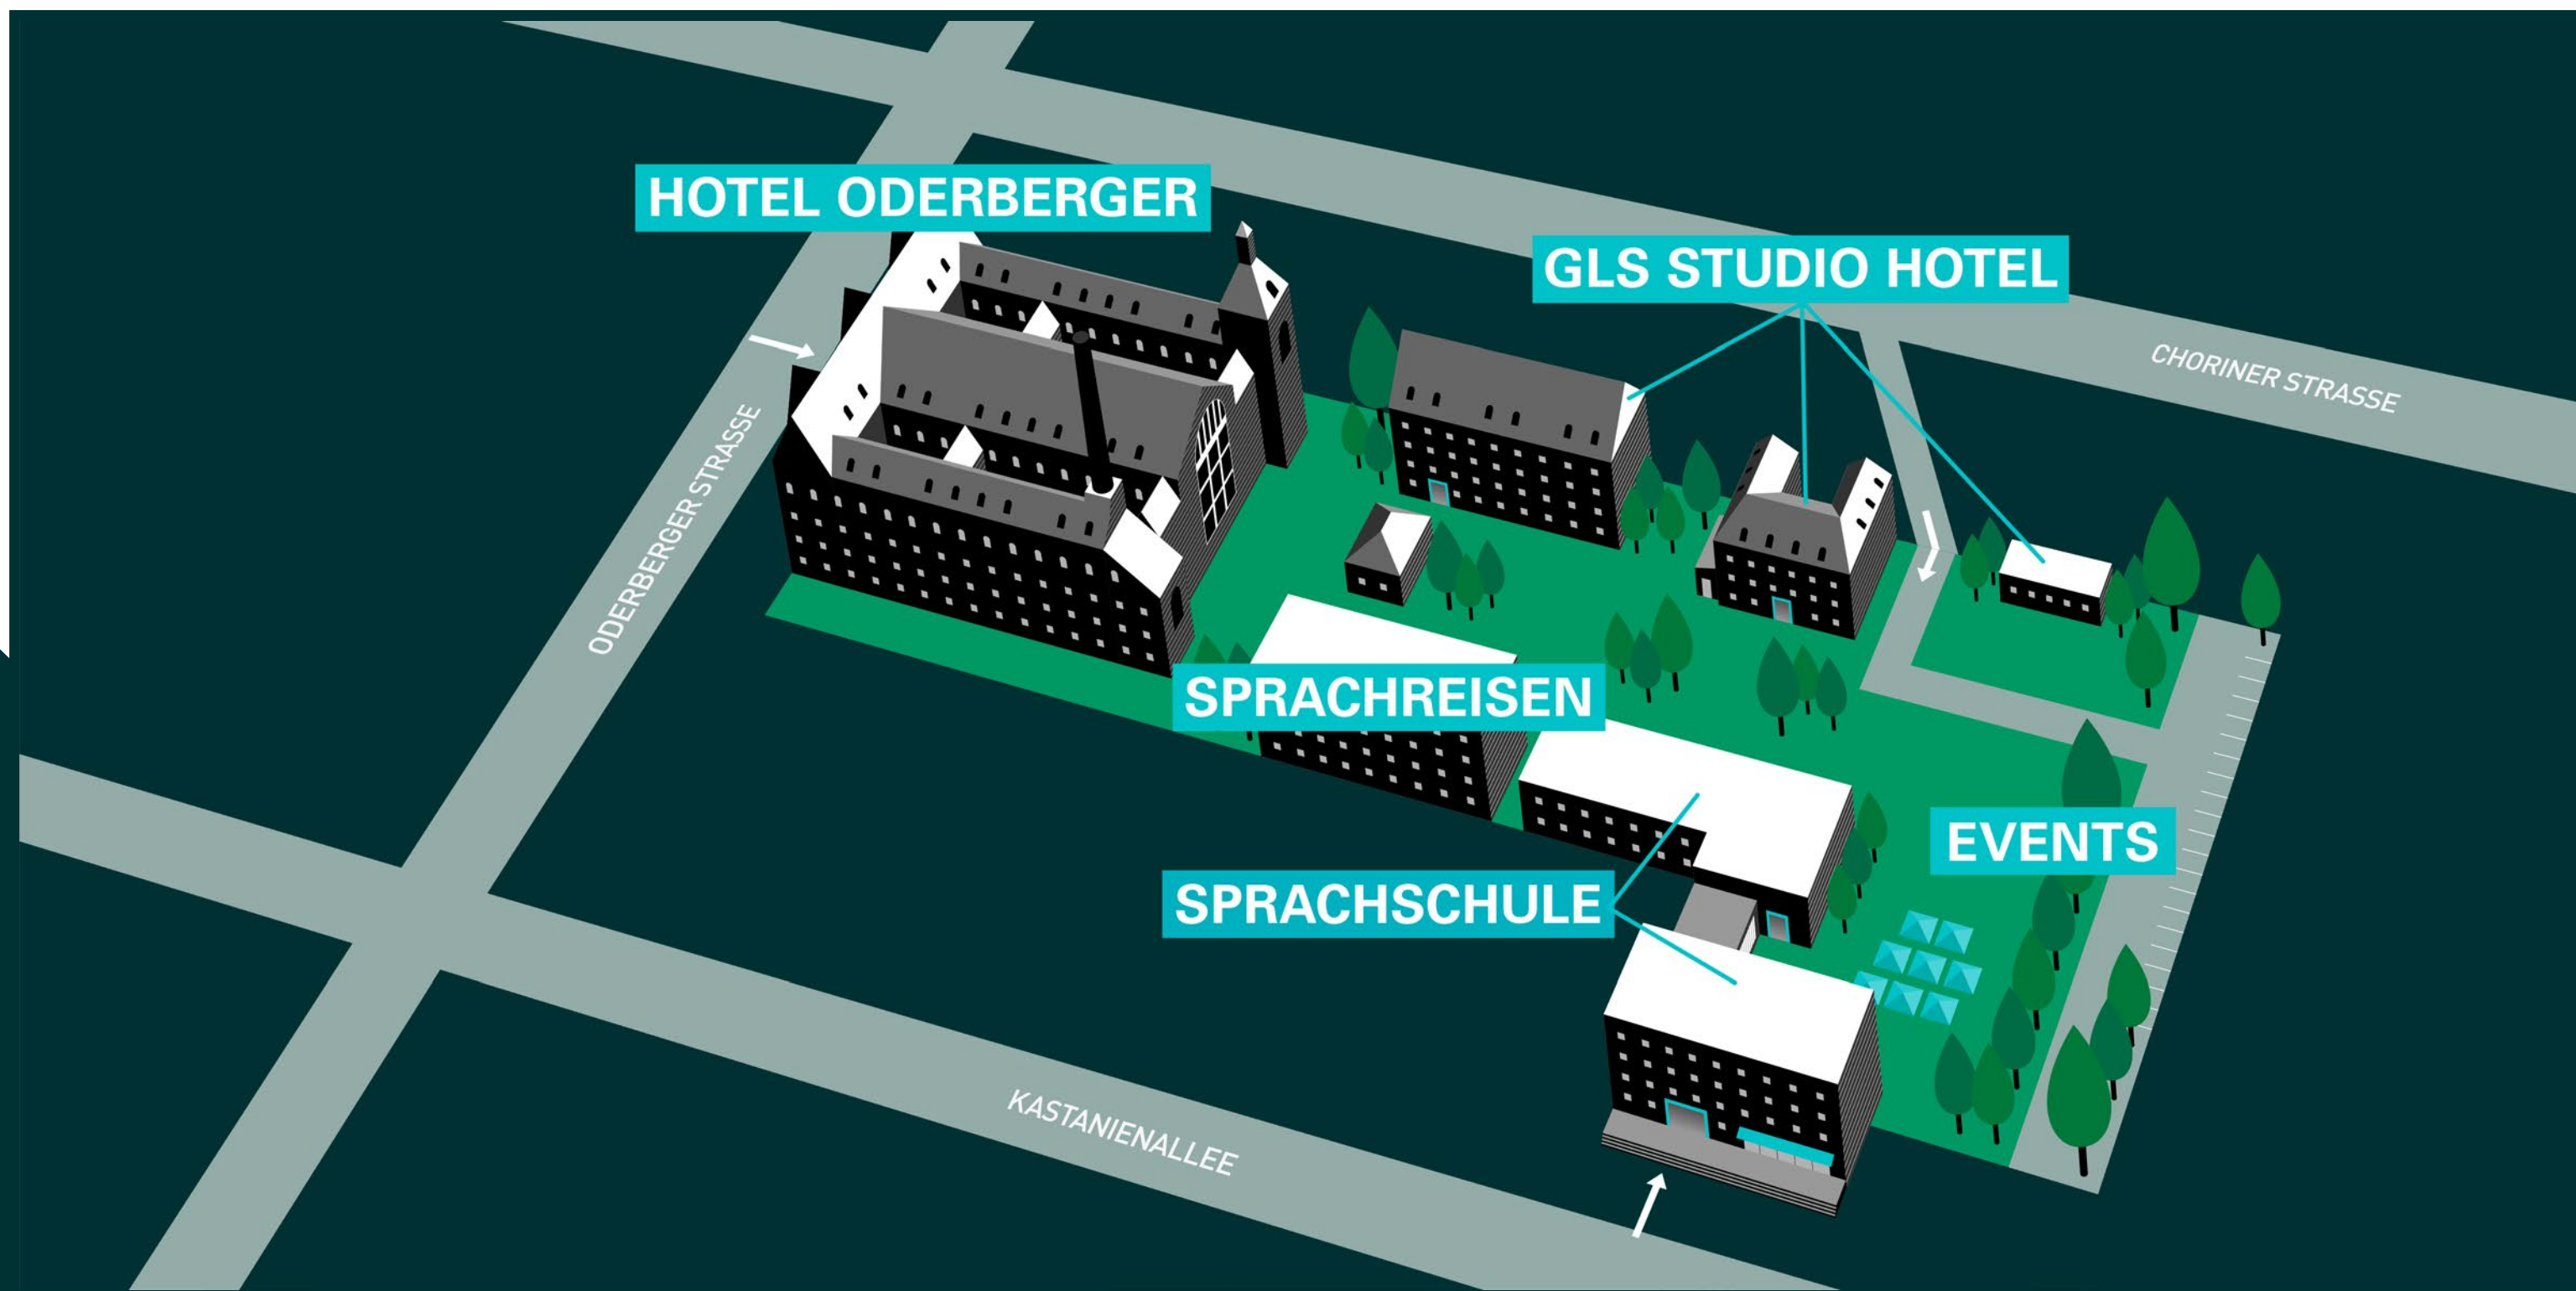 HOTEL ODERBERGER
GLS STUDIO HOTEL
CHORINER STRASSE
ODERBERGER STRASSE
SPRACHREISEN
EVENTS
SPRACHSCHULE
KASTANIENALLEE